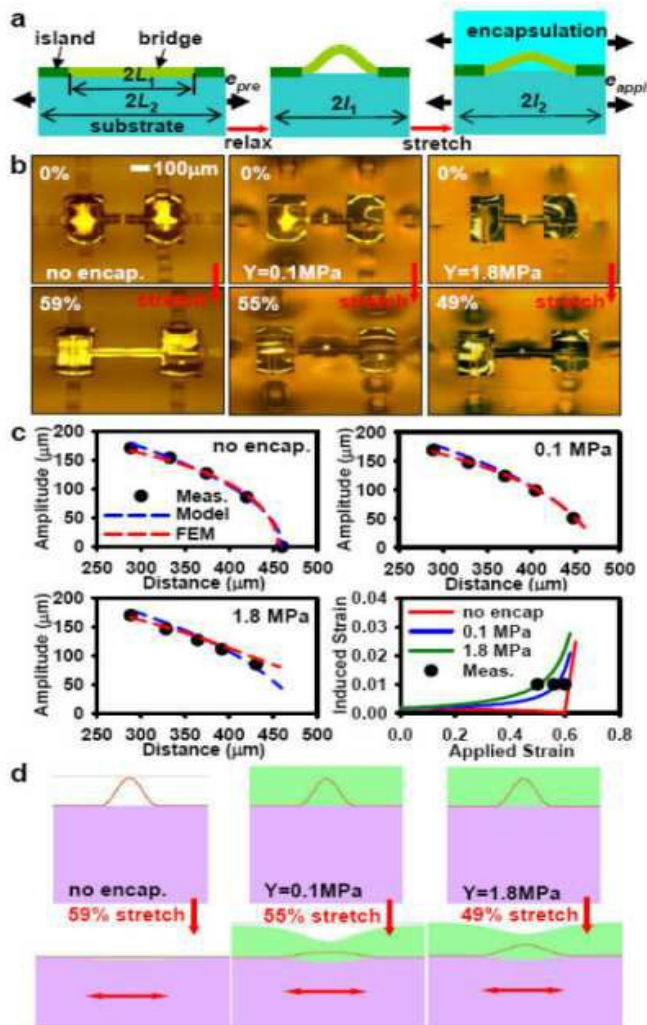 a
island
bridge
encapsulation
2L1
epre
eappl
2L2
2l1
2l2
substrate
relax
stretch
b
0%
100μm
0%
0%
no encap.
Y=0.1MPa
Y=1.8MPa
59%
stretch
55%
stretch
49%
stretch
c
Amplitude (μm)
200
150
100
50
0
no encap.
Meas.
Model
FEM
250 300 350 400 450 500
Distance (μm)
Amplitude (μm)
200
150
100
50
0
0.1 MPa
250 300 350 400 450 500
Distance (μm)
Amplitude (μm)
200
150
100
50
0
1.8 MPa
250 300 350 400 450 500
Distance (μm)
Induced Strain
0.04
0.03
0.02
0.01
0.00
no encap
0.1 MPa
1.8 MPa
Meas.
0.0 0.2 0.4 0.6 0.8
Applied Strain
d
no encap.
Y=0.1MPa
Y=1.8MPa
59% stretch
55% stretch
49% stretch